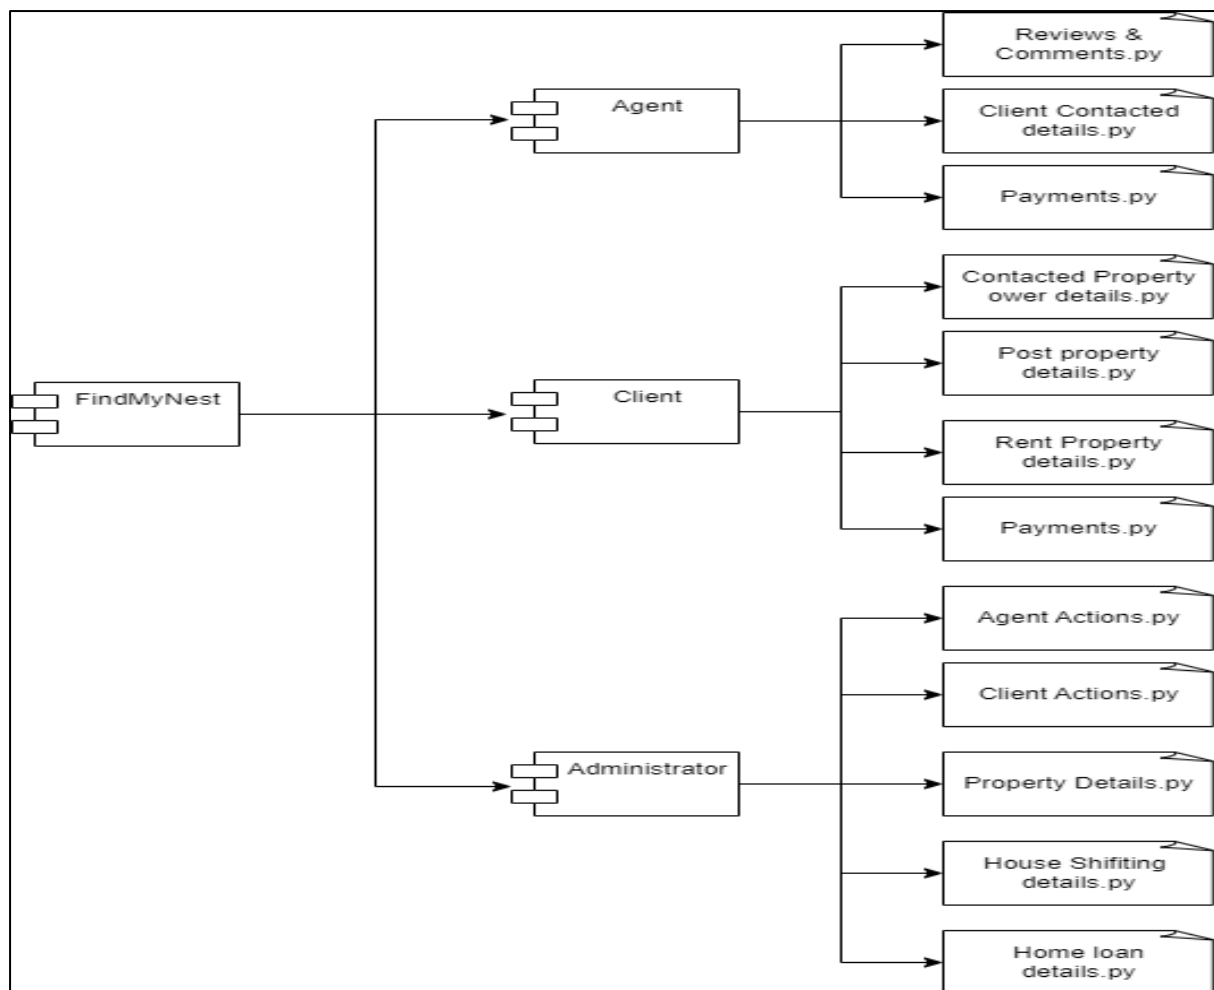 Reviews &
Comments.py
Agent
Client Contacted
details.py
Payments.py
Contacted Property
ower details.py
Post property
details.py
FindMyNest
Client
Rent Property
details.py
Payments.py
Agent Actions.py
Client Actions.py
Administrator
Property Details.py
House Shifiting
details.py
Home loan
details.py